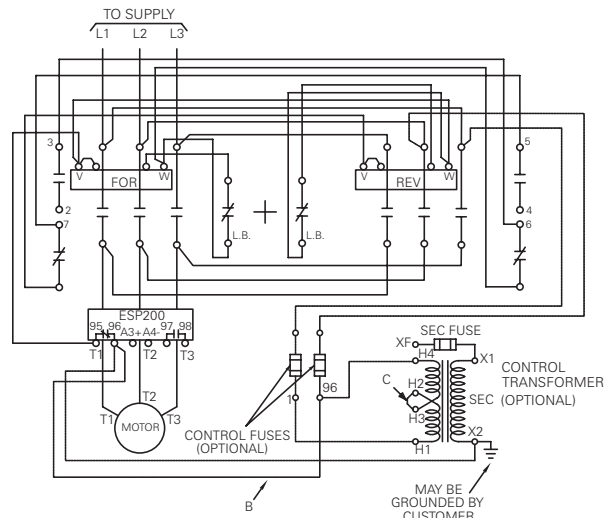 TO SUPPLY
L1 L2 L3
3
5
V W
FOR
V W
REV
2
7
L.B.
L.B.
4
6
ESP200
95 96 A3+ A4- 97 98
T1 T2 T3
T2
T1 T3
MOTOR
1
96
CONTROL FUSES
(OPTIONAL)
B
C
XF
SEC FUSE
H4
X1
H2
H3
SEC
H1
X2
CONTROL
TRANSFORMER
(OPTIONAL)
MAY BE
GROUNDED BY
CUSTOMER